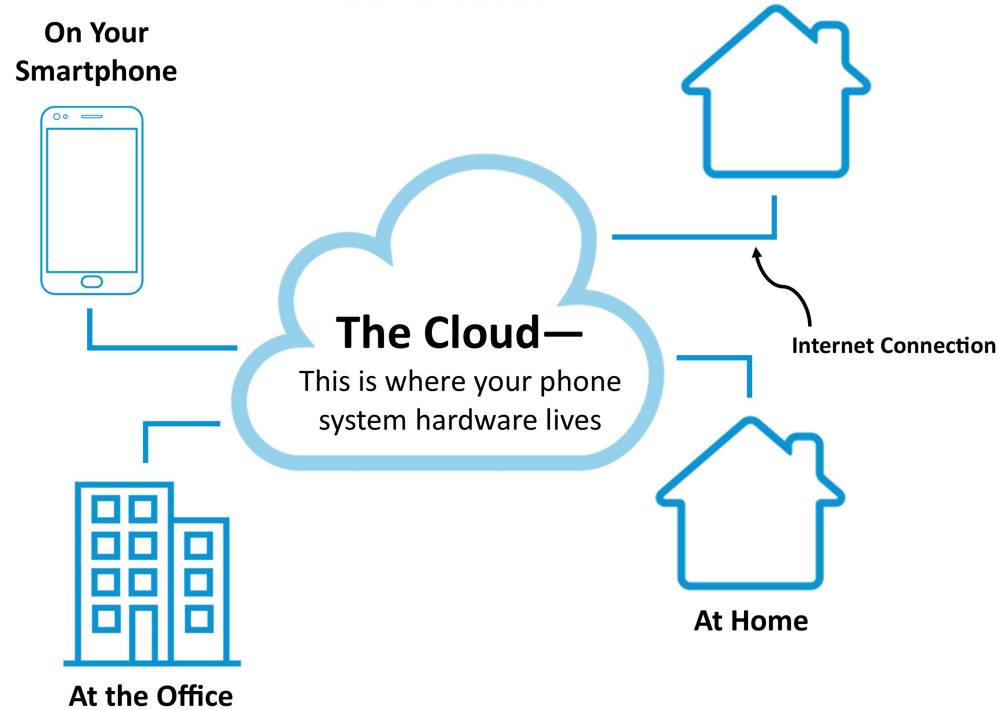 On Your
Smartphone
The Cloud—
This is where your phone
system hardware lives
Internet Connection
At the Office
At Home